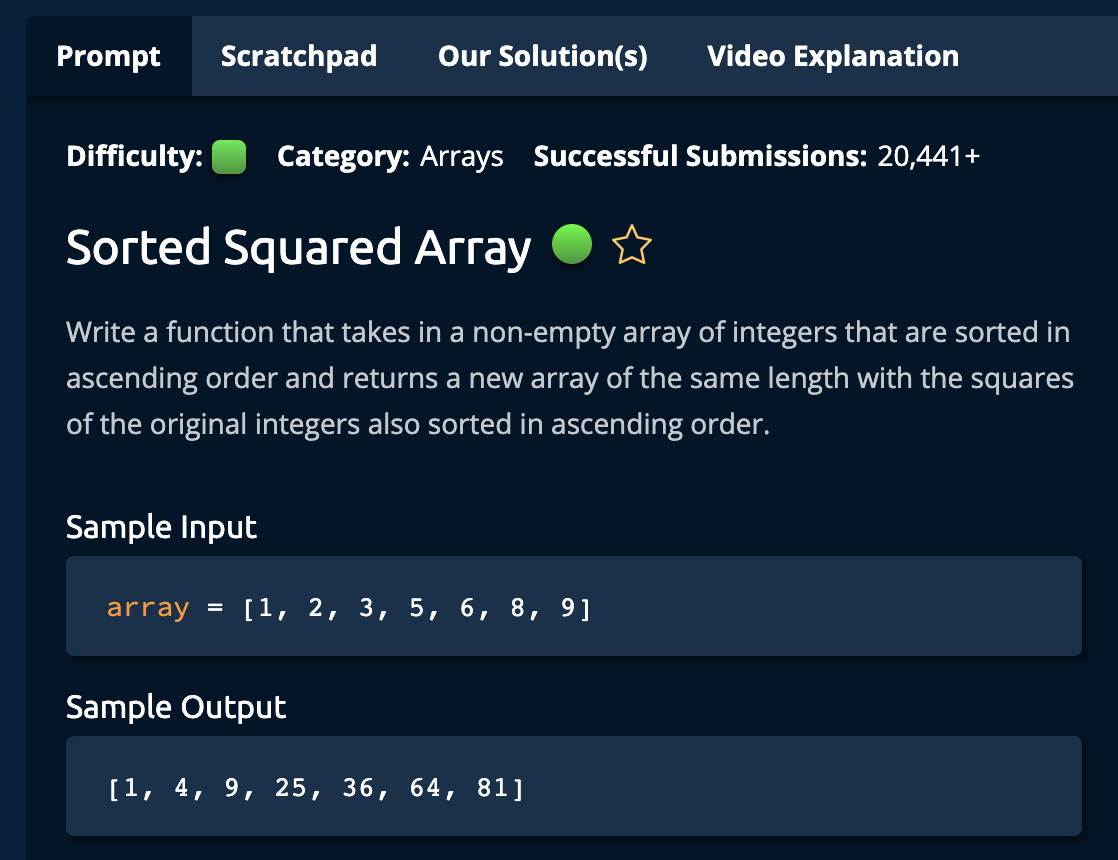 Prompt Scratchpad Our Solution(s) Video Explanation
Difficulty: Category: Arrays Successful Submissions: 20,441+
Sorted Squared Array
Write a function that takes in a non-empty array of integers that are sorted in
ascending order and returns a new array of the same length with the squares
of the original integers also sorted in ascending order.
Sample Input
array = [1, 2, 3, 5, 6, 8, 9]
Sample Output
[1, 4, 9, 25, 36, 64, 81]